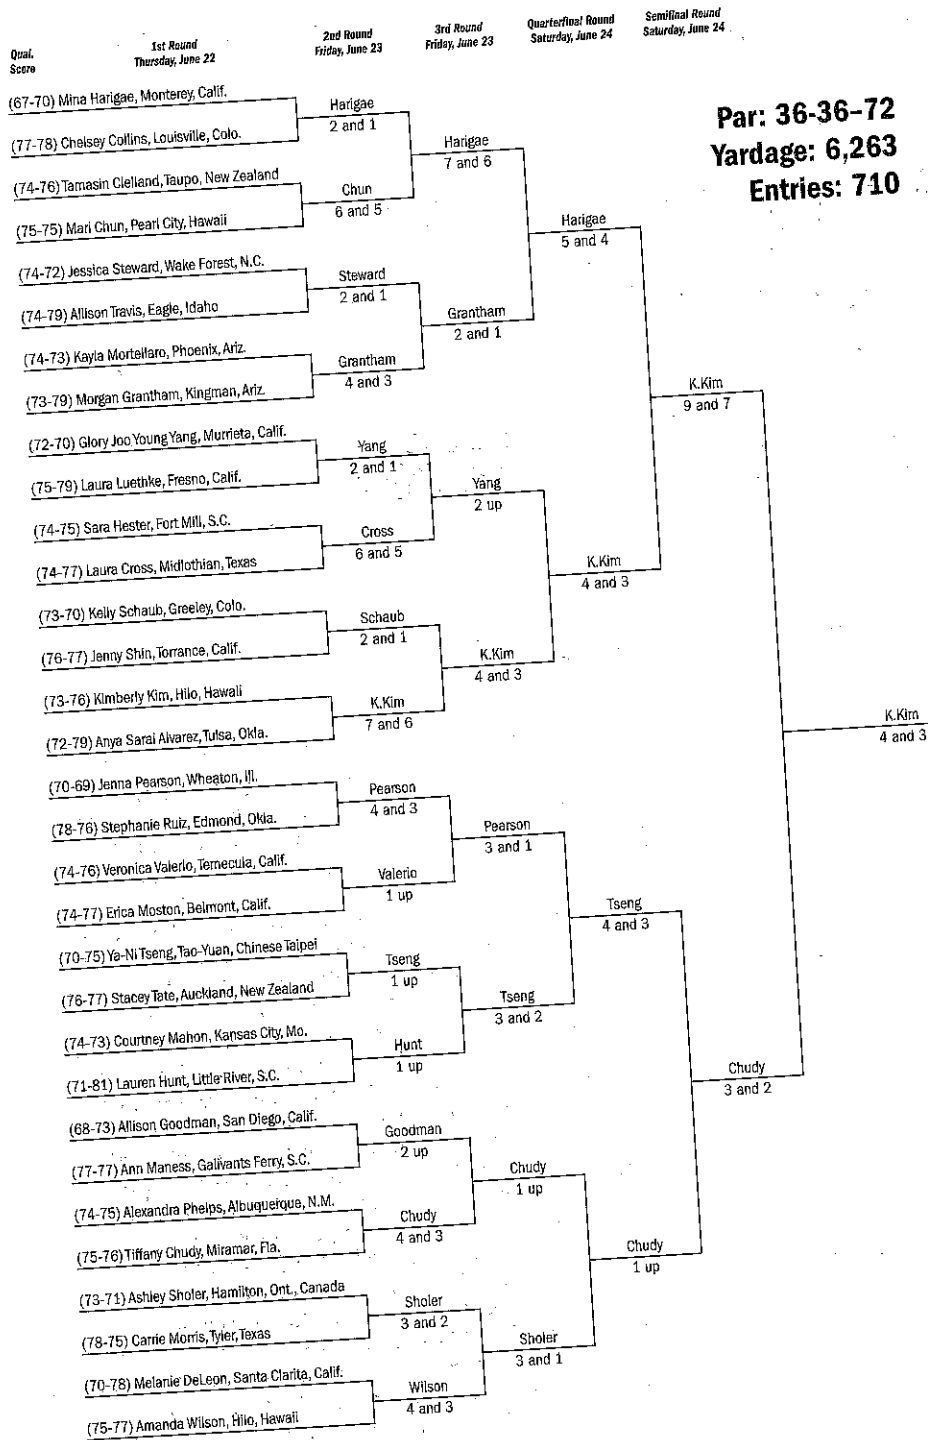 Qual.
Score
1st Round
Thursday, June 22
2nd Round
Friday, June 23
3rd Round
Friday, June 23
Quarterfinal Round
Saturday, June 24
Semifinal Round
Saturday, June 24
Par: 36-36–72
Yardage: 6,263
Entries: 710
(67-70) Mina Harigae, Monterey, Calif.
(77-78) Chelsey Collins, Louisville, Colo.
(74-76) Tamasin Clelland, Taupo, New Zealand
(75-75) Mari Chun, Pearl City, Hawaii
(74-72) Jessica Steward, Wake Forest, N.C.
(74-79) Allison Travis, Eagle, Idaho
(74-73) Kayla Mortellaro, Phoenix, Ariz.
(73-79) Morgan Grantham, Kingman, Ariz.
(72-70) Glory Joo Young Yang, Murrieta, Calif.
(75-79) Laura Luethke, Fresno, Calif.
(74-75) Sara Hester, Fort Mill, S.C.
(74-77) Laura Cross, Midlothian, Texas
(73-70) Kelly Schaub, Greeley, Colo.
(76-77) Jenny Shin, Torrance, Calif.
(73-76) Kimberly Kim, Hilo, Hawaii
(72-79) Anya Sarai Alvarez, Tulsa, Okla.
(70-69) Jenna Pearson, Wheaton, Ill.
(78-76) Stephanie Ruiz, Edmond, Okla.
(74-76) Veronica Valerio, Temecula, Calif.
(74-77) Erica Moston, Belmont, Calif.
(70-75) Ya-Ni Tseng, Tao-Yuan, Chinese Taipei
(76-77) Stacey Tate, Auckland, New Zealand
(74-73) Courtney Mahon, Kansas City, Mo.
(71-81) Lauren Hunt, Little River, S.C.
(68-73) Allison Goodman, San Diego, Calif.
(77-77) Ann Maness, Galivants Ferry, S.C.
(74-75) Alexandra Phelps, Albuquerque, N.M.
(75-76) Tiffany Chudy, Miramar, Fla.
(73-71) Ashley Sholer, Hamilton, Ont., Canada
(78-75) Carrie Morris, Tyler, Texas
(70-78) Melanie DeLeon, Santa Clarita, Calif.
(75-77) Amanda Wilson, Hilo, Hawaii
Harigae
2 and 1
Chun
6 and 5
Steward
2 and 1
Grantham
4 and 3
Yang
2 and 1
Cross
6 and 5
Schaub
2 and 1
K.Kim
7 and 6
Pearson
4 and 3
Valerio
1 up
Tseng
1 up
Hunt
1 up
Goodman
2 up
Chudy
4 and 3
Sholer
3 and 2
Wilson
4 and 3
Harigae
7 and 6
Grantham
2 and 1
Yang
2 up
K.Kim
4 and 3
Pearson
3 and 1
Tseng
3 and 2
Chudy
1 up
Sholer
3 and 1
Harigae
5 and 4
K.Kim
4 and 3
Tseng
4 and 3
Chudy
1 up
K.Kim
9 and 7
Chudy
3 and 2
K.Kim
4 and 3